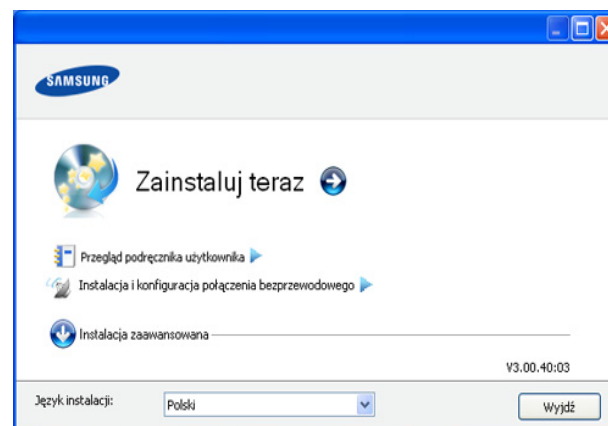 SAMSUNG
Zainstaluj teraz
Przegląd podręcznika użytkownika
Instalacja i konfiguracja połączenia bezprzewodowego
Instalacja zaawansowana
V3.00.40:03
Język instalacji: Polski Wyjdź